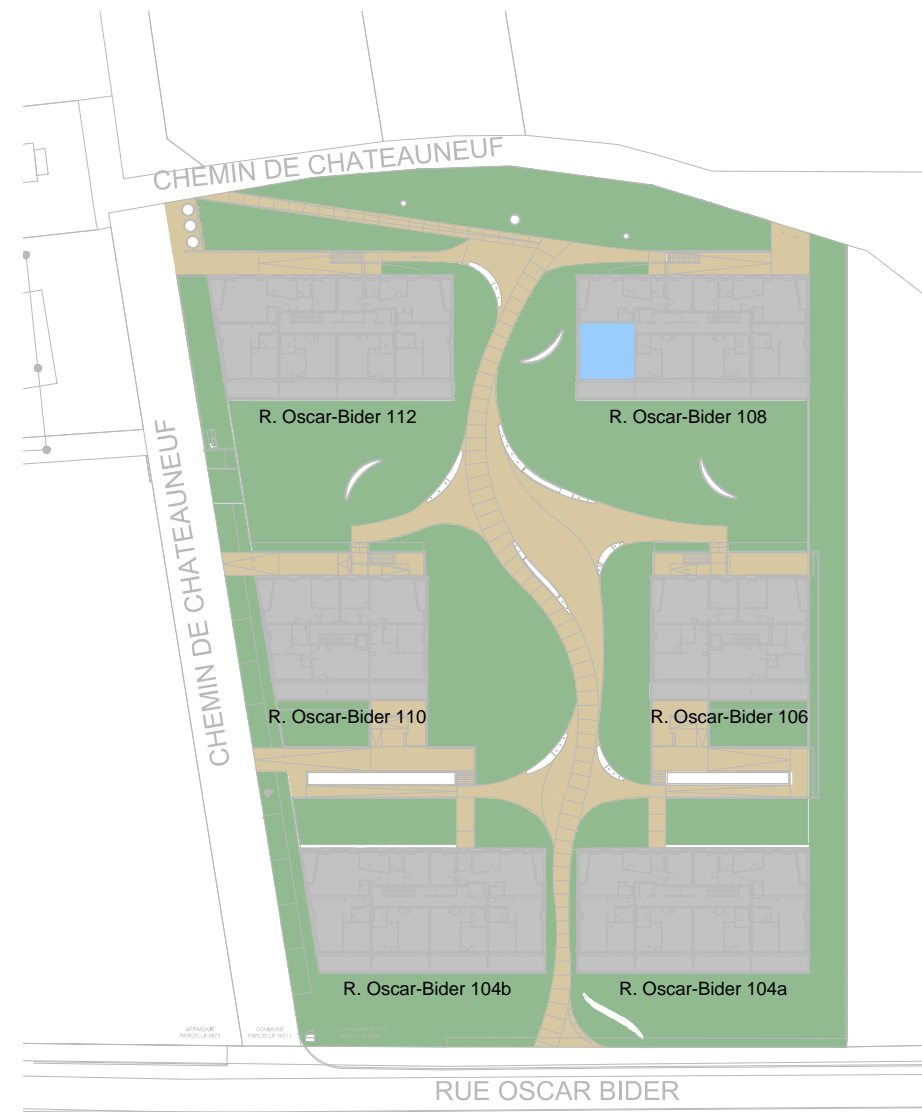 CHEMIN DE CHATEAUNEUF
R. Oscar-Bider 112
R. Oscar-Bider 108
CHEMIN DE CHATEAUNEUF
R. Oscar-Bider 110
R. Oscar-Bider 106
R. Oscar-Bider 104b
R. Oscar-Bider 104a
COMMUNE
RUE OSCAR BIDER